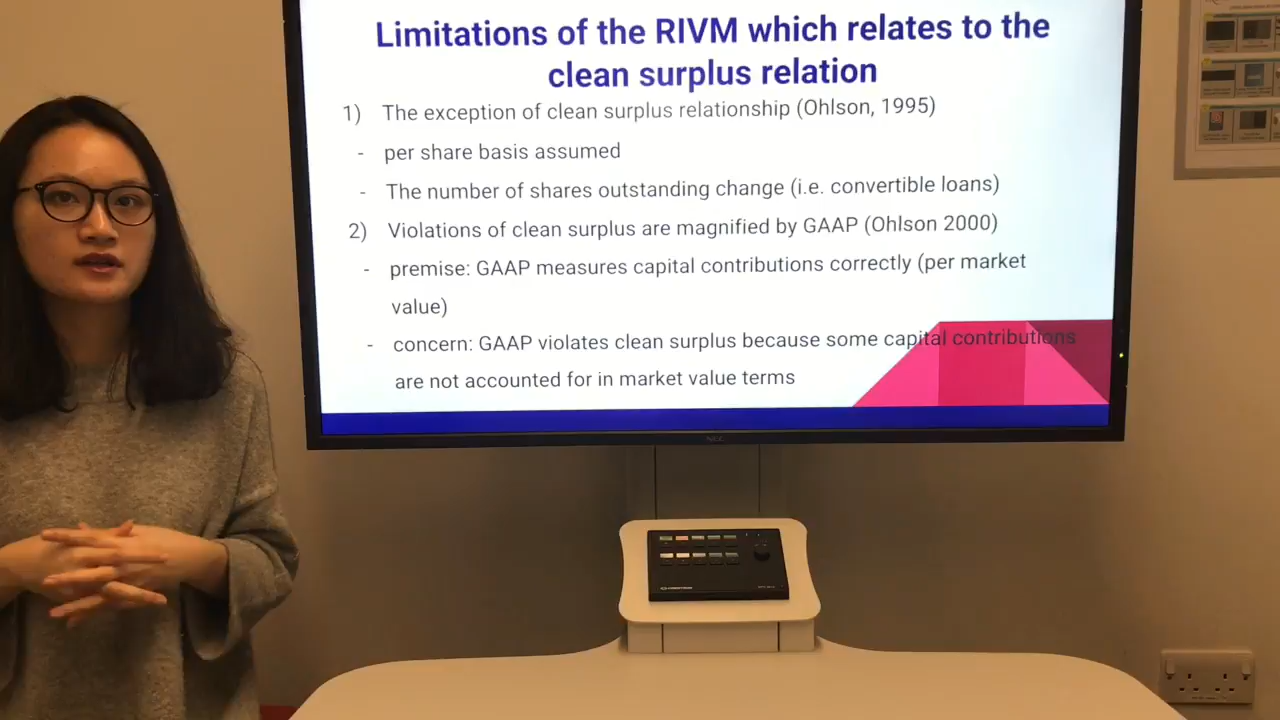 Limitations of the RIVM which relates to the
clean surplus relation
1) The exception of clean surplus relationship (Ohlson, 1995)
- per share basis assumed
- The number of shares outstanding change (i.e. convertible loans)
2) Violations of clean surplus are magnified by GAAP (Ohlson 2000)
- premise: GAAP measures capital contributions correctly (per market
value)
- concern: GAAP violates clean surplus because some capital contributions
are not accounted for in market value terms
NEC